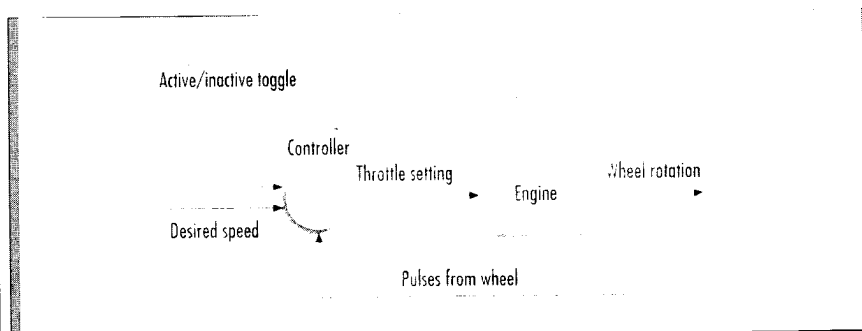 Active/inactive toggle
Controller
Throttle setting
Wheel rotation
Engine
Desired speed
Pulses from wheel